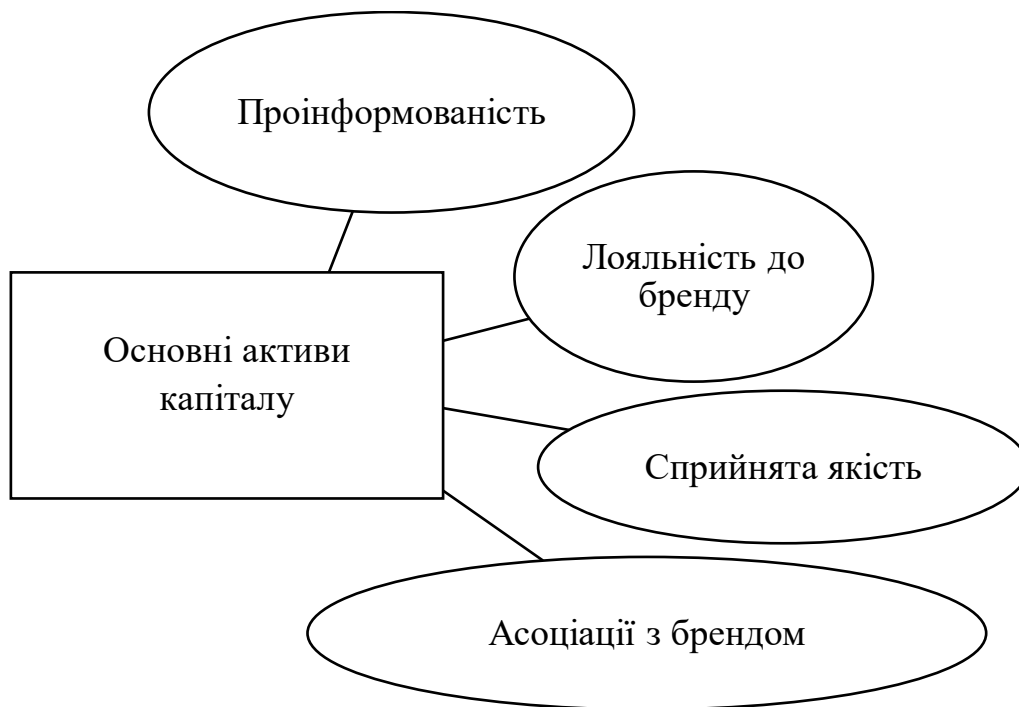 Проінформованість
Лояльність до
бренду
Основні активи
капіталу
Сприйнята якість
Асоціації з брендом